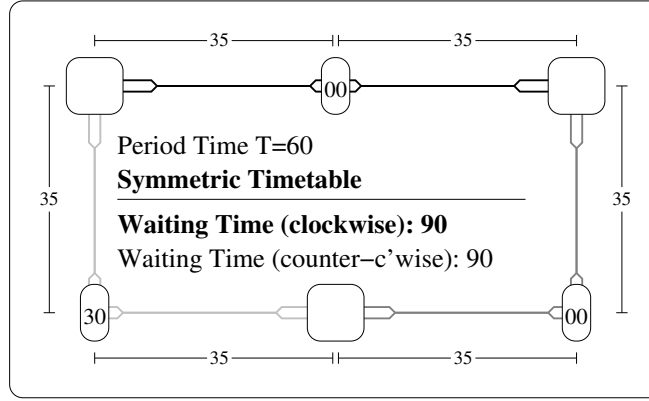 35 35
00
Period Time T=60
Symmetric Timetable
35 35
Waiting Time (clockwise): 90
Waiting Time (counter−c'wise): 90
30 00
35 35